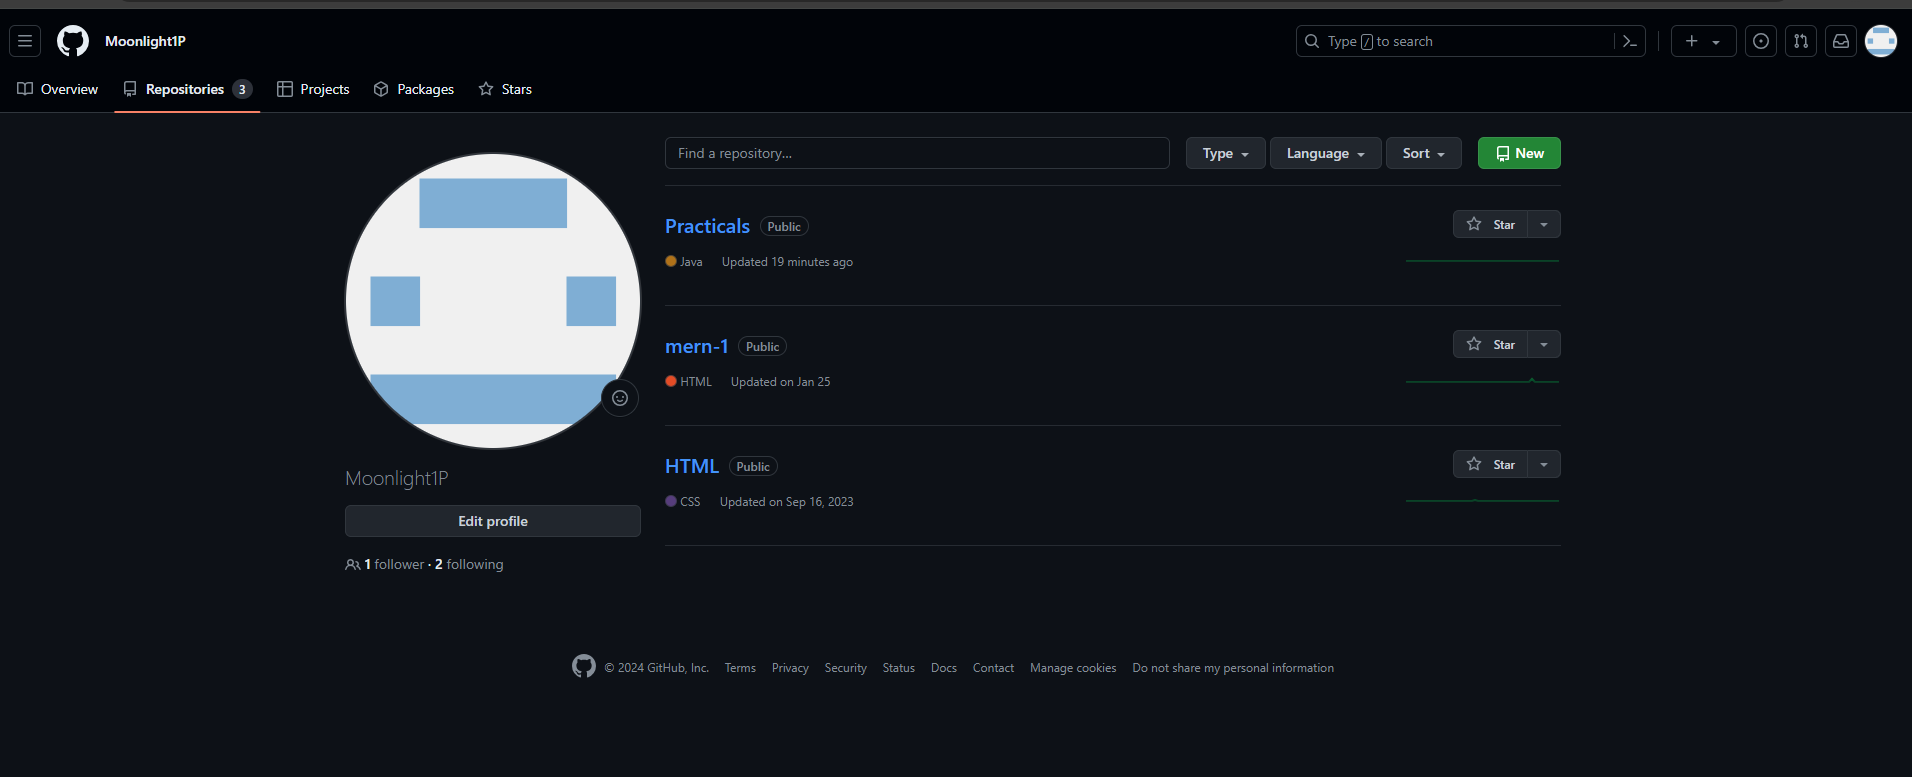 Moonlight1P
Type / to search
Overview
Repositories 3
Projects
Packages
Stars
Find a repository...
Type
Language
Sort
New
Practicals Public
Star
Java Updated 19 minutes ago
mern-1 Public
Star
HTML Updated on Jan 25
HTML Public
Star
CSS Updated on Sep 16, 2023
Moonlight1P
Edit profile
1 follower · 2 following
© 2024 GitHub, Inc. Terms Privacy Security Status Docs Contact Manage cookies Do not share my personal information